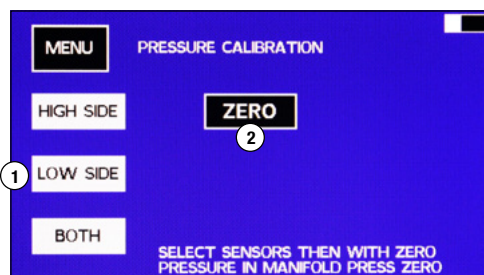 MENU
PRESSURE CALIBRATION
HIGH SIDE
ZERO
2
1
LOW SIDE
BOTH
SELECT SENSORS THEN WITH ZERO
PRESSURE IN MANIFOLD PRESS ZERO